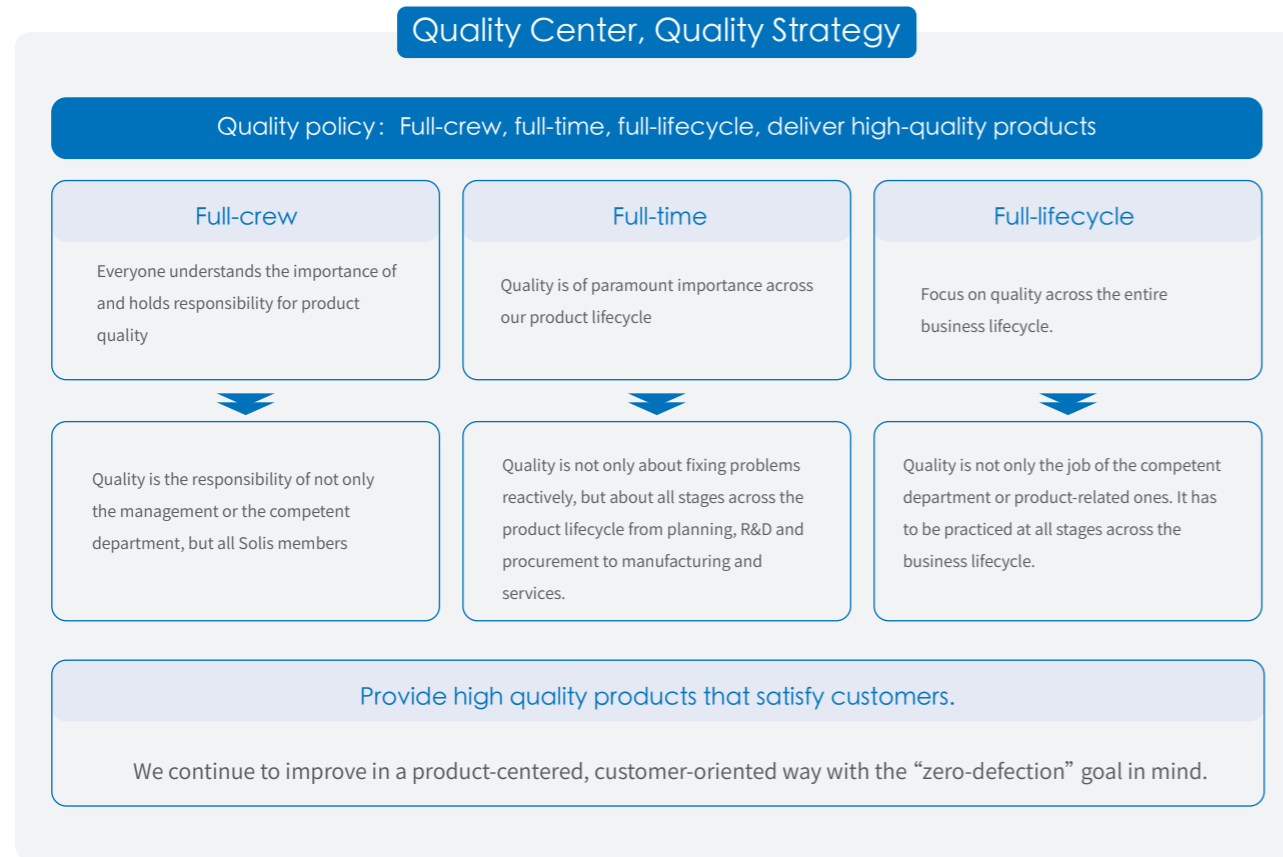 Quality Center, Quality Strategy
Quality policy：Full-crew, full-time, full-lifecycle, deliver high-quality products
Full-crew
Everyone understands the importance of
and holds responsibility for product
quality
Quality is the responsibility of not only
the management or the competent
department, but all Solis members
Full-time
Quality is of paramount importance across
our product lifecycle
Quality is not only about fixing problems
reactively, but about all stages across the
product lifecycle from planning, R&D and
procurement to manufacturing and
services.
Full-lifecycle
Focus on quality across the entire
business lifecycle.
Quality is not only the job of the competent
department or product-related ones. It has
to be practiced at all stages across the
business lifecycle.
Provide high quality products that satisfy customers.
We continue to improve in a product-centered, customer-oriented way with the “zero-defection” goal in mind.